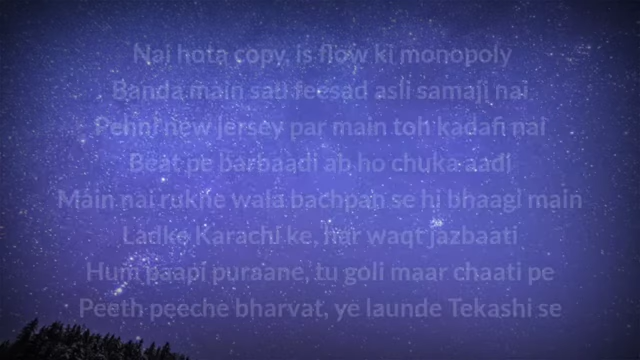 Nai hota copy, is flow ki monopoly
Banda main sau feesad asli samaji nai
Pehni new jersey par main toh kadafi nai
Beat pe barbaadi ab ho chuka aadi
Main nai rukne wala bachpan se hi bhaagi main
Ladke Karachi ke, har waqt jazbaati
Hum paapi puraane, tu goli maar chaati pe
Peeth peeche bharvat, ye launde Tekashi se